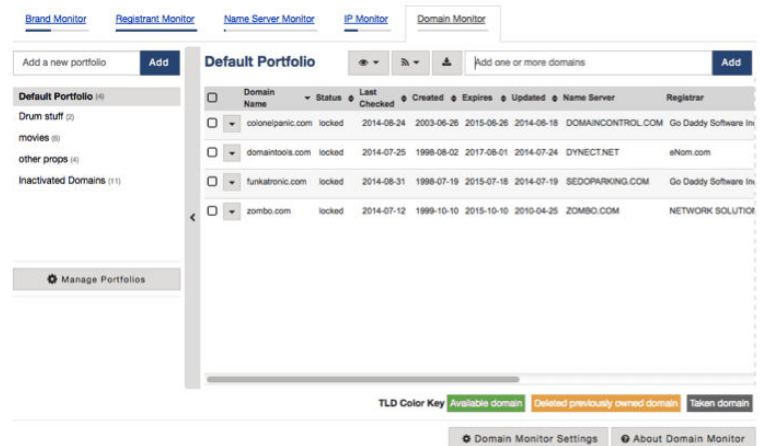 Brand Monitor Registrant Monitor Name Server Monitor IP Monitor Domain Monitor
Add a new portfolio Add
Default Portfolio (4)
Drum stuff (2)
movies (6)
other props (4)
Inactivated Domains (11)
Manage Portfolios
Default Portfolio Add one or more domains Add
Domain Name Status Last Checked Created Expires Updated Name Server Registrar
colonelpanic.com locked 2014-08-24 2003-06-26 2015-06-26 2014-06-18 DOMAINCONTROL.COM Go Daddy Software Inc
domaintools.com locked 2014-07-25 1998-08-02 2017-08-01 2014-07-24 DYNECT.NET eNom.com
funkatronic.com locked 2014-08-31 1998-07-19 2015-07-18 2014-07-19 SEDOPARKING.COM Go Daddy Software Inc
zombo.com locked 2014-07-12 1999-10-10 2015-10-10 2010-04-25 ZOMBO.COM NETWORK SOLUTION
TLD Color Key Available domain Deleted previously owned domain Taken domain
Domain Monitor Settings About Domain Monitor